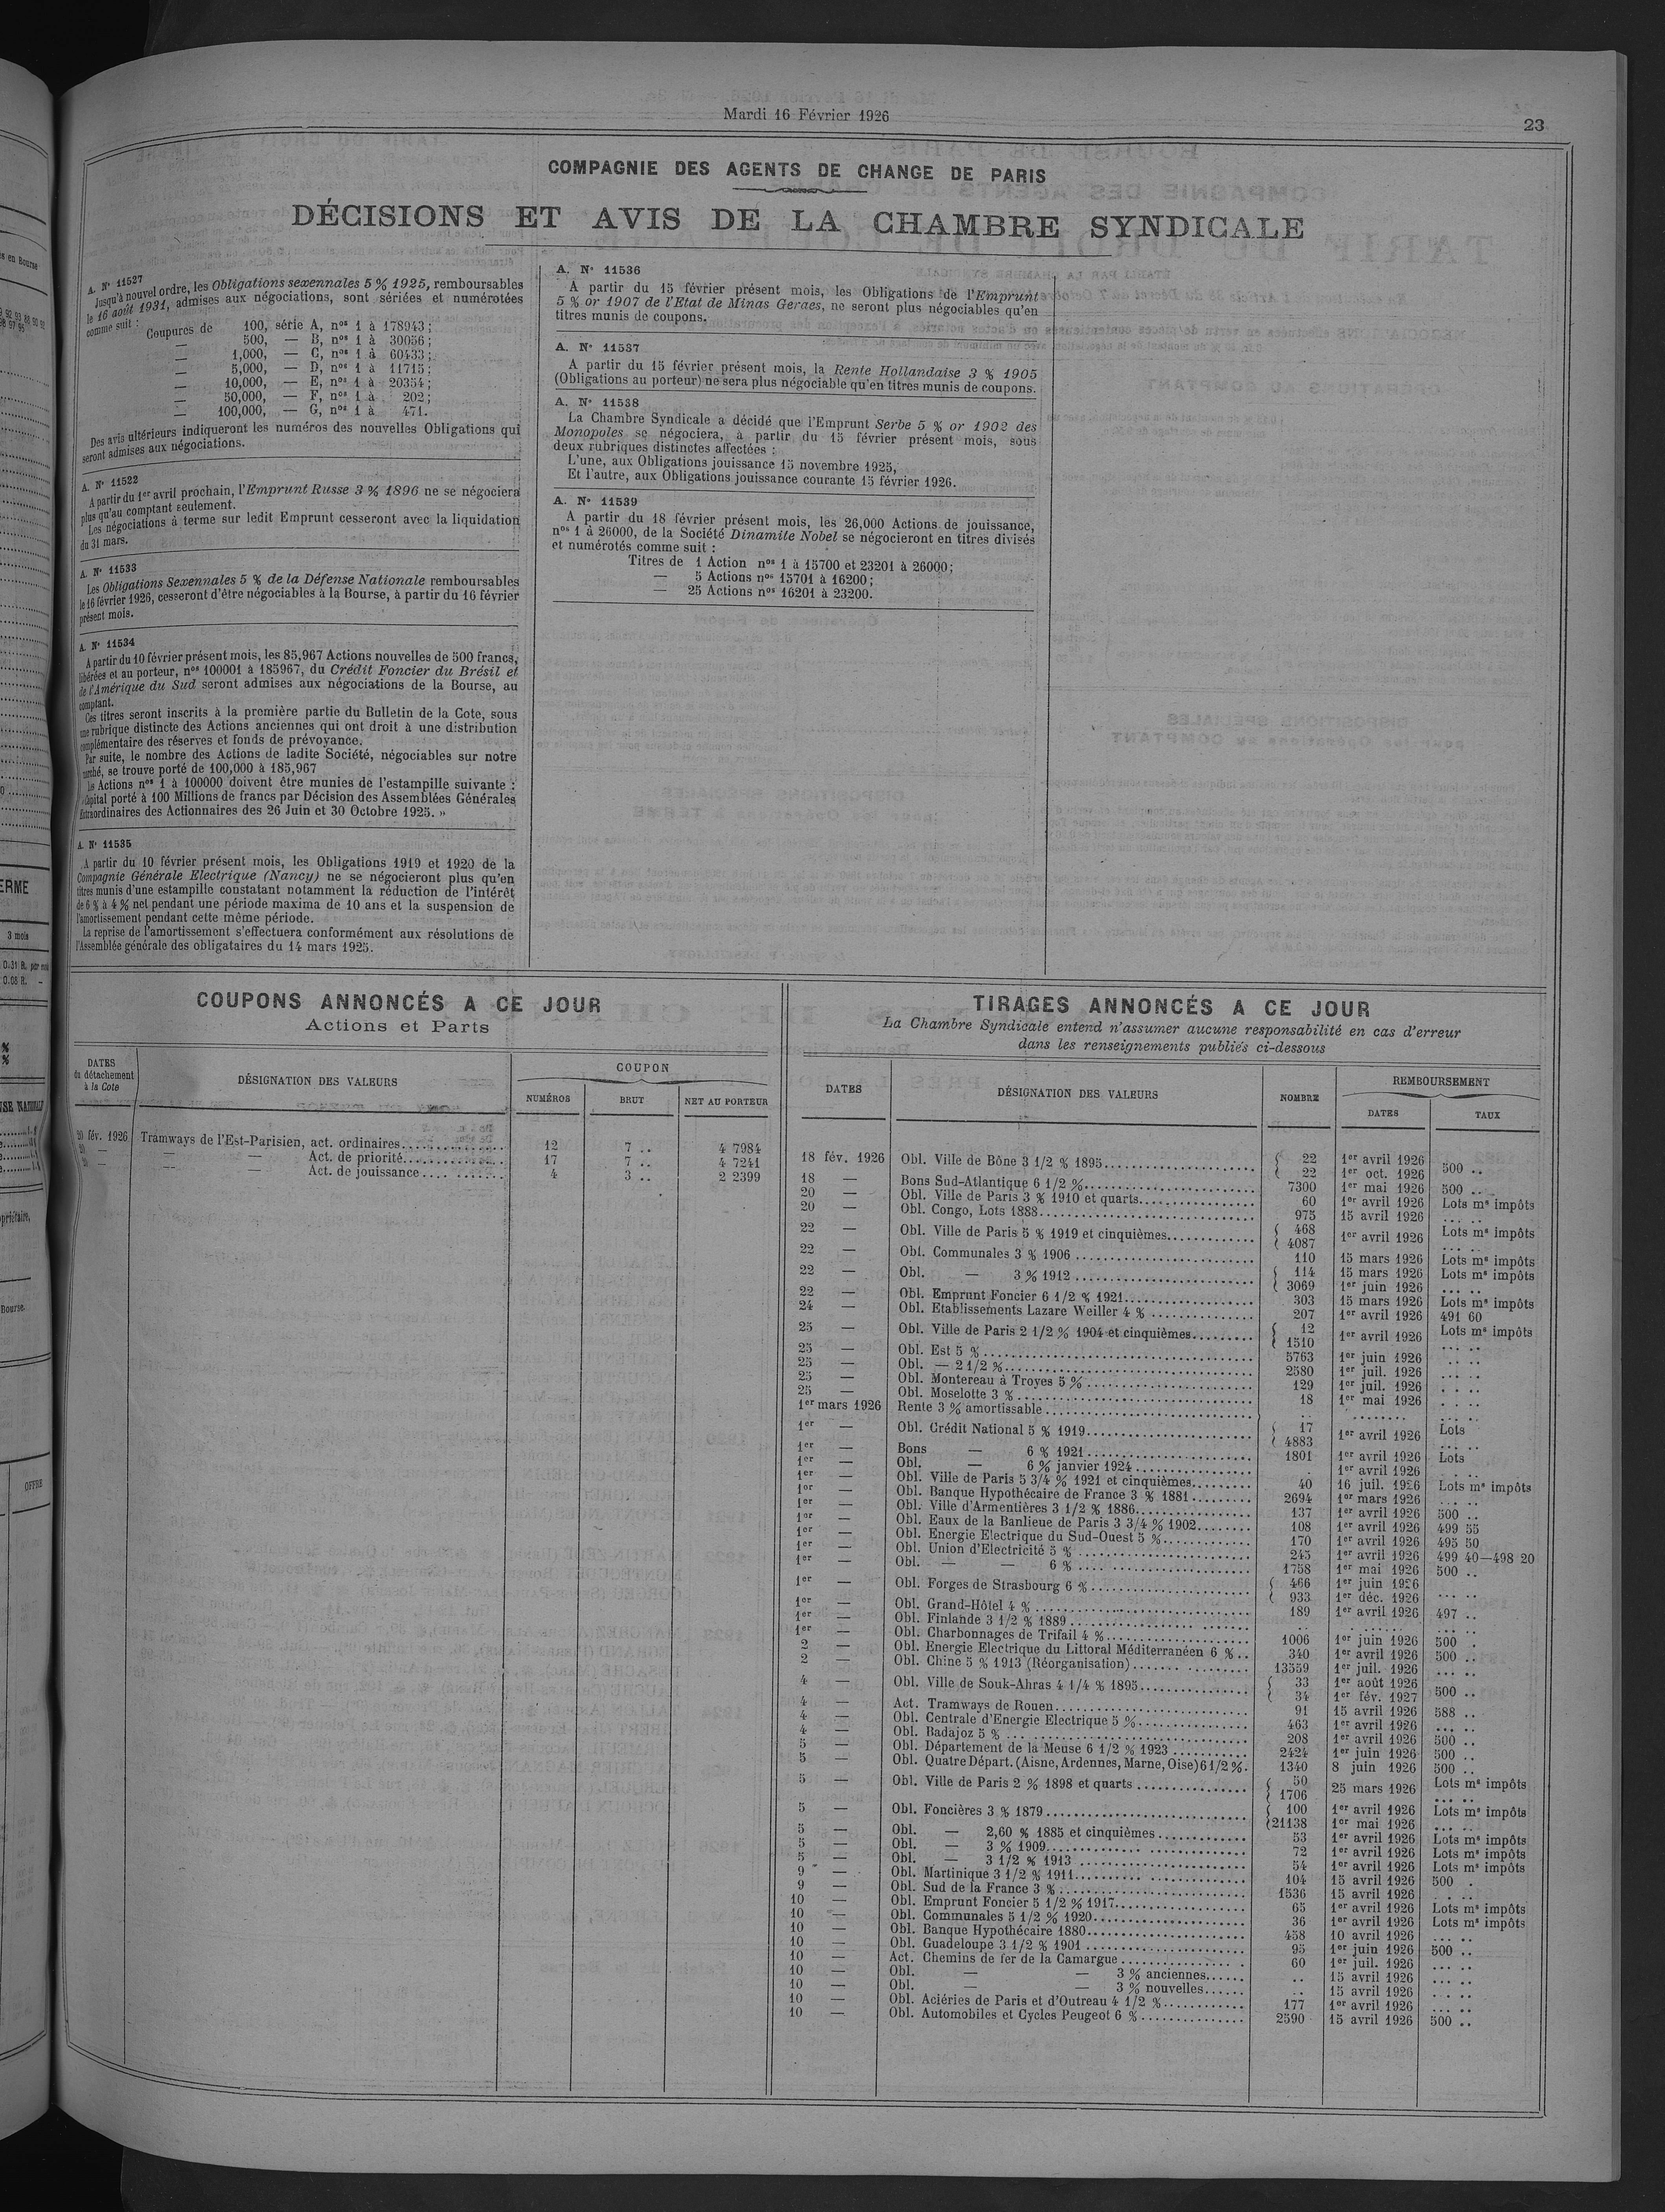 Mardi 16 Février 1926
23
COMPAGNIE DES AGENTS DE CHANGE DE PARIS
DÉCISIONS ET AVIS DE LA CHAMBRE SYNDICALE
A. N° 11527
Jusqu'à nouvel ordre, les Obligations sexennales 5 % 1925, remboursables
le 16 août 1931, admises aux négociations, sont sériées et numérotées
comme suit :
Coupures de 100, série A, nos 1 à 178943 ;
— 500, — B, nos 1 à 30056 ;
— 1,000, — C, nos 1 à 60433 ;
— 5,000, — D, nos 1 à 11715 ;
— 10,000, — E, nos 1 à 20354 ;
— 50,000, — F, nos 1 à 202 ;
— 100,000, — G, nos 1 à 471.
Des avis ultérieurs indiqueront les numéros des nouvelles Obligations qui
seront admises aux négociations.
A. N° 11522
A partir du 1er avril prochain, l'Emprunt Russe 3 % 1896 ne se négociera
plus qu'au comptant seulement.
Les négociations à terme sur ledit Emprunt cesseront avec la liquidation
du 31 mars.
A. N° 11533
Les Obligations Sexennales 5 % de la Défense Nationale remboursables
le 16 février 1926, cesseront d'être négociables à la Bourse, à partir du 16 février
présent mois.
A. N° 11534
A partir du 10 février présent mois, les 85,967 Actions nouvelles de 500 francs,
libérées et au porteur, nos 100001 à 185967, du Crédit Foncier du Brésil et
de l'Amérique du Sud seront admises aux négociations de la Bourse, au
comptant.
Ces titres seront inscrits à la première partie du Bulletin de la Cote, sous
une rubrique distincte des Actions anciennes qui ont droit à une distribution
complémentaire des réserves et fonds de prévoyance.
Par suite, le nombre des Actions de ladite Société, négociables sur notre
marché, se trouve porté de 100,000 à 185,967
Les Actions nos 1 à 100000 doivent être munies de l'estampille suivante :
« Capital porté à 100 Millions de francs par Décision des Assemblées Générales
Extraordinaires des Actionnaires des 26 Juin et 30 Octobre 1925. »
A. N° 11535
A partir du 10 février présent mois, les Obligations 1919 et 1920 de la
Compagnie Générale Electrique (Nancy) ne se négocieront plus qu'en
titres munis d'une estampille constatant notamment la réduction de l'intérêt
de 6 % à 4 % net pendant une période maxima de 10 ans et la suspension de
l'amortissement pendant cette même période.
La reprise de l'amortissement s'effectuera conformément aux résolutions de
l'Assemblée générale des obligataires du 14 mars 1925.
A. N° 11536
A partir du 15 février présent mois, les Obligations de l'Emprunt
5 % or 1907 de l'Etat de Minas Geraes, ne seront plus négociables qu'en
titres munis de coupons.
A. N° 11537
A partir du 15 février présent mois, la Rente Hollandaise 3 % 1905
(Obligations au porteur) ne sera plus négociable qu'en titres munis de coupons.
A. N° 11538
La Chambre Syndicale a décidé que l'Emprunt Serbe 5 % or 1902 des
Monopoles se négociera, à partir du 15 février présent mois, sous
deux rubriques distinctes affectées :
L'une, aux Obligations jouissance 15 novembre 1925,
Et l'autre, aux Obligations jouissance courante 15 février 1926.
A. N° 11539
A partir du 18 février présent mois, les 26,000 Actions de jouissance,
nos 1 à 26000, de la Société Dinamite Nobel se négocieront en titres divisés
et numérotés comme suit :
Titres de 1 Action nos 1 à 15700 et 23201 à 26000 ;
— 5 Actions nos 15701 à 16200 ;
— 25 Actions nos 16201 à 23200.
COUPONS ANNONCÉS A CE JOUR
Actions et Parts
DATES du détachement à la Cote
DÉSIGNATION DES VALEURS
COUPON
NUMÉROS BRUT NET AU PORTEUR
20 fév. 1926 Tramways de l'Est-Parisien, act. ordinaires 12 7 .. 4 7984
20 — — — Act. de priorité 17 7 .. 4 7241
— — — Act. de jouissance 4 3 .. 2 2399
TIRAGES ANNONCÉS A CE JOUR
La Chambre Syndicale entend n'assumer aucune responsabilité en cas d'erreur
dans les renseignements publiés ci-dessous
DATES DÉSIGNATION DES VALEURS NOMBRE REMBOURSEMENT
DATES TAUX
18 fév. 1926 Obl. Ville de Bône 3 1/2 % 1895 { 22 1er avril 1926 500 ..
{ 22 1er oct. 1926
18 — Bons Sud-Atlantique 6 1/2 % 7300 1er mai 1926 500 ..
20 — Obl. Ville de Paris 3 % 1910 et quarts 60 1er avril 1926 Lots ms impôts
20 — Obl. Congo, Lots 1888 975 15 avril 1926 ... ..
22 — Obl. Ville de Paris 5 % 1919 et cinquièmes { 468 1er avril 1926 Lots ms impôts
{ 4087 ... ..
22 — Obl. Communales 3 % 1906 110 15 mars 1926 Lots ms impôts
22 — Obl. — 3 % 1912 { 114 15 mars 1926 Lots ms impôts
{ 3069 1er juin 1926 ... ..
22 — Obl. Emprunt Foncier 6 1/2 % 1921 303 15 mars 1926 Lots ms impôts
24 — Obl. Etablissements Lazare Weiller 4 % 207 1er avril 1926 491 60
25 — Obl. Ville de Paris 2 1/2 % 1904 et cinquièmes { 12 1er avril 1926 Lots ms impôts
{ 1510 ... ..
25 — Obl. Est 5 % 5763 1er juin 1926 ... ..
25 — Obl. — 2 1/2 % 2580 1er juil. 1926 ... ..
25 — Obl. Montereau à Troyes 5 % 129 1er juil. 1926 ... ..
25 — Obl. Moselotte 3 % 18 1er mai 1926 ... ..
1er mars 1926 Rente 3 % amortissable .. ........ ... ..
1er — Obl. Crédit National 5 % 1919 { 17 1er avril 1926 Lots
{ 4883 ... ..
1er — Bons — 6 % 1921 1801 1er avril 1926 Lots
1er — Obl. — 6 % janvier 1924 . 1er avril 1926 ... ..
1er — Obl. Ville de Paris 5 3/4 % 1921 et cinquièmes 40 16 juil. 1926 Lots ms impôts
1er — Obl. Banque Hypothécaire de France 3 % 1881 2694 1er mars 1926 ... ..
1er — Obl. Ville d'Armentières 3 1/2 % 1886 137 1er avril 1926 500 ..
1er — Obl. Eaux de la Banlieue de Paris 3 3/4 % 1902 108 1er avril 1926 499 55
1er — Obl. Energie Electrique du Sud-Ouest 5 % 170 1er avril 1926 495 50
1er — Obl. Union d'Electricité 5 % 245 1er avril 1926 499 40—498 20
1er — Obl. — — 6 % 1758 1er mai 1926 500 ..
1er — Obl. Forges de Strasbourg 6 % { 466 1er juin 1926 ... ..
{ 933 1er déc. 1926
1er — Obl. Grand-Hôtel 4 % 189 1er avril 1926 497 ..
1er — Obl. Finlande 3 1/2 % 1889 .. ........ ... ..
1er — Obl. Charbonnages de Trifail 4 % 1006 1er juin 1926 500 .
2 — Obl. Energie Electrique du Littoral Méditerranéen 6 % 340 1er avril 1926 500 ..
2 — Obl. Chine 5 % 1913 (Réorganisation) 13559 1er juil. 1926 ... ..
4 — Obl. Ville de Souk-Ahras 4 1/4 % 1895 { 33 1er août 1926 500 ..
{ 34 1er fév. 1927
4 — Act. Tramways de Rouen 91 15 avril 1926 588 ..
4 — Obl. Centrale d'Energie Electrique 5 % 463 1er avril 1926 ... ..
4 — Obl. Badajoz 5 % 208 1er avril 1926 500 ..
5 — Obl. Département de la Meuse 6 1/2 % 1923 2424 1er juin 1926 500 ..
5 — Obl. Quatre Départ. (Aisne, Ardennes, Marne, Oise) 6 1/2 % 1340 8 juin 1926 500 ..
5 — Obl. Ville de Paris 2 % 1898 et quarts { 50 25 mars 1926 Lots ms impôts
{ 1706 ... ..
5 — Obl. Foncières 3 % 1879 { 100 1er avril 1926 Lots ms impôts
{ 21138 1er mai 1926 ... ..
5 — Obl. — 2,60 % 1885 et cinquièmes 53 1er avril 1926 Lots ms impôts
5 — Obl. — 3 % 1909 72 1er avril 1926 Lots ms impôts
5 — Obl. — 3 1/2 % 1913 54 1er avril 1926 Lots ms impôts
9 — Obl. Martinique 3 1/2 % 1911 104 15 avril 1926 500 .
9 — Obl. Sud de la France 3 % 1536 15 avril 1926 ... ..
10 — Obl. Emprunt Foncier 5 1/2 % 1917 65 1er avril 1926 Lots ms impôts
10 — Obl. Communales 5 1/2 % 1920 36 1er avril 1926 Lots ms impôts
10 — Obl. Banque Hypothécaire 1880 458 10 avril 1926 ... ..
10 — Obl. Guadeloupe 3 1/2 % 1901 95 1er juin 1926 500 ..
10 — Act. Chemins de fer de la Camargue 60 1er juil. 1926 ... ..
10 — Obl. — — 3 % anciennes .. 15 avril 1926 ... ..
10 — Obl. — — 3 % nouvelles .. 15 avril 1926 ... ..
10 — Obl. Aciéries de Paris et d'Outreau 4 1/2 % 177 1er avril 1926 ... ..
10 — Obl. Automobiles et Cycles Peugeot 6 % 2590 15 avril 1926 500 ..